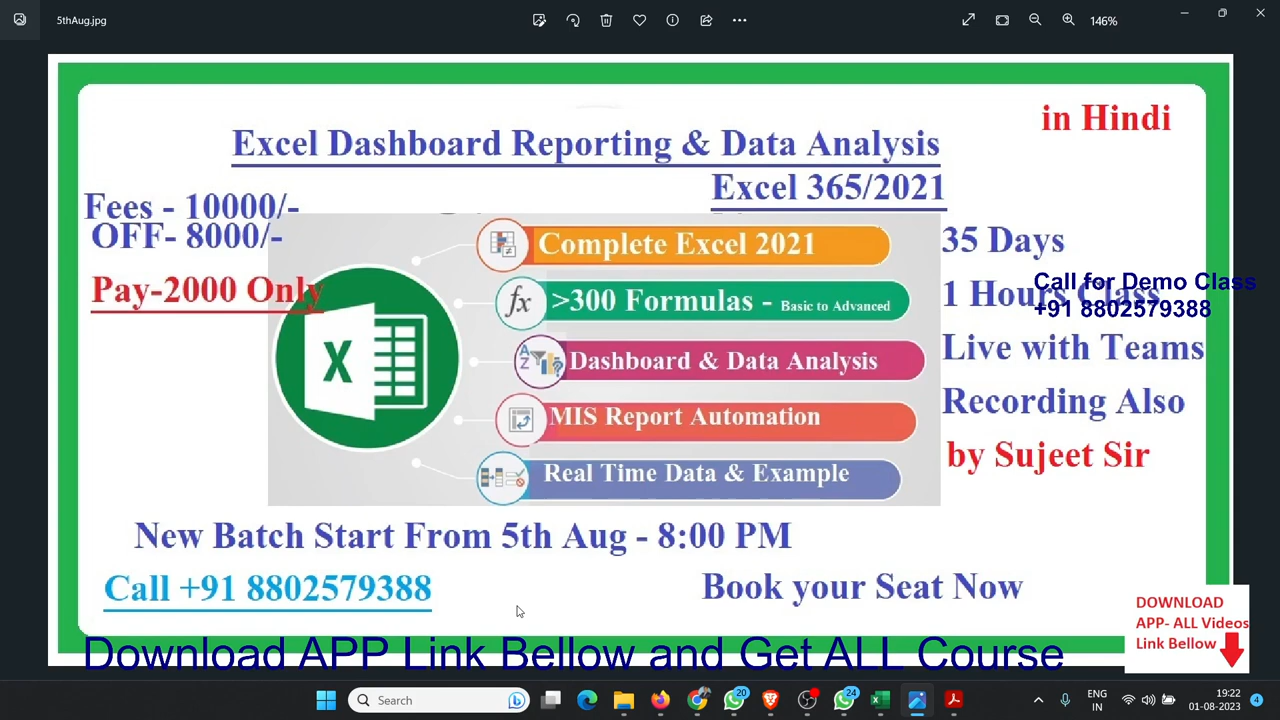 5thAug.jpg
146%
in Hindi
Excel Dashboard Reporting & Data Analysis
Excel 365/2021
Fees - 10000/-
OFF- 8000/-
Pay-2000 Only
Complete Excel 2021
fx >300 Formulas - Basic to Advanced
A Z Dashboard & Data Analysis
MIS Report Automation
Real Time Data & Example
X
35 Days
1 Hours Class
Call for Demo Class
+91 8802579388
Live with Teams
Recording Also
by Sujeet Sir
New Batch Start From 5th Aug - 8:00 PM
Call +91 8802579388
Book your Seat Now
DOWNLOAD
APP- ALL Videos
Link Bellow
Download APP Link Bellow and Get ALL Course
Search
20
24
ENG
IN
19:22
01-08-2023
4